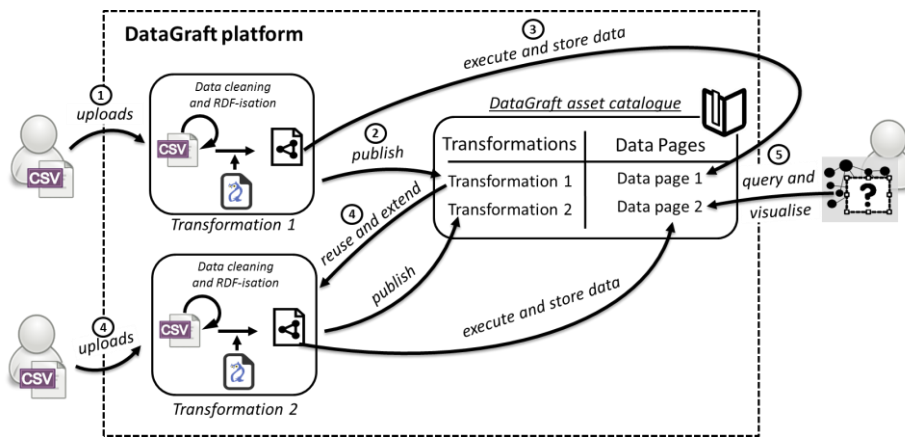 DataGraft platform
3
execute and store data
1
uploads
Data cleaning
and RDF-isation
CSV
CSV
Transformation 1
2
publish
DataGraft asset catalogue
Transformations
Data Pages
Transformation 1
Data page 1
Transformation 2
Data page 2
5
query and
visualise
?
4
reuse and extend
publish
execute and store data
4
uploads
CSV
Data cleaning
and RDF-isation
CSV
Transformation 2